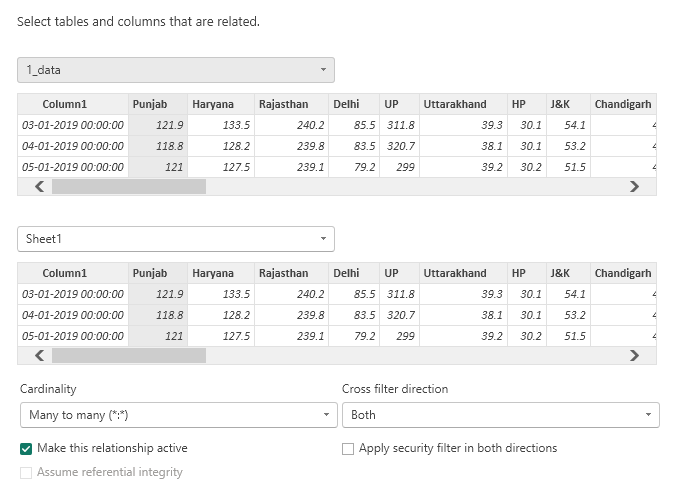 Select tables and columns that are related.
1_data
Column1 Punjab Haryana Rajasthan Delhi UP Uttarakhand HP J&K Chandigarh
03-01-2019 00:00:00 121.9 133.5 240.2 85.5 311.8 39.3 30.1 54.1
04-01-2019 00:00:00 118.8 128.2 239.8 83.5 320.7 38.1 30.1 53.2
05-01-2019 00:00:00 121 127.5 239.1 79.2 299 39.2 30.2 51.5
Sheet1
Column1 Punjab Haryana Rajasthan Delhi UP Uttarakhand HP J&K Chandigarh
03-01-2019 00:00:00 121.9 133.5 240.2 85.5 311.8 39.3 30.1 54.1
04-01-2019 00:00:00 118.8 128.2 239.8 83.5 320.7 38.1 30.1 53.2
05-01-2019 00:00:00 121 127.5 239.1 79.2 299 39.2 30.2 51.5
Cardinality Cross filter direction
Many to many (*:*) Both
Make this relationship active Apply security filter in both directions
Assume referential integrity